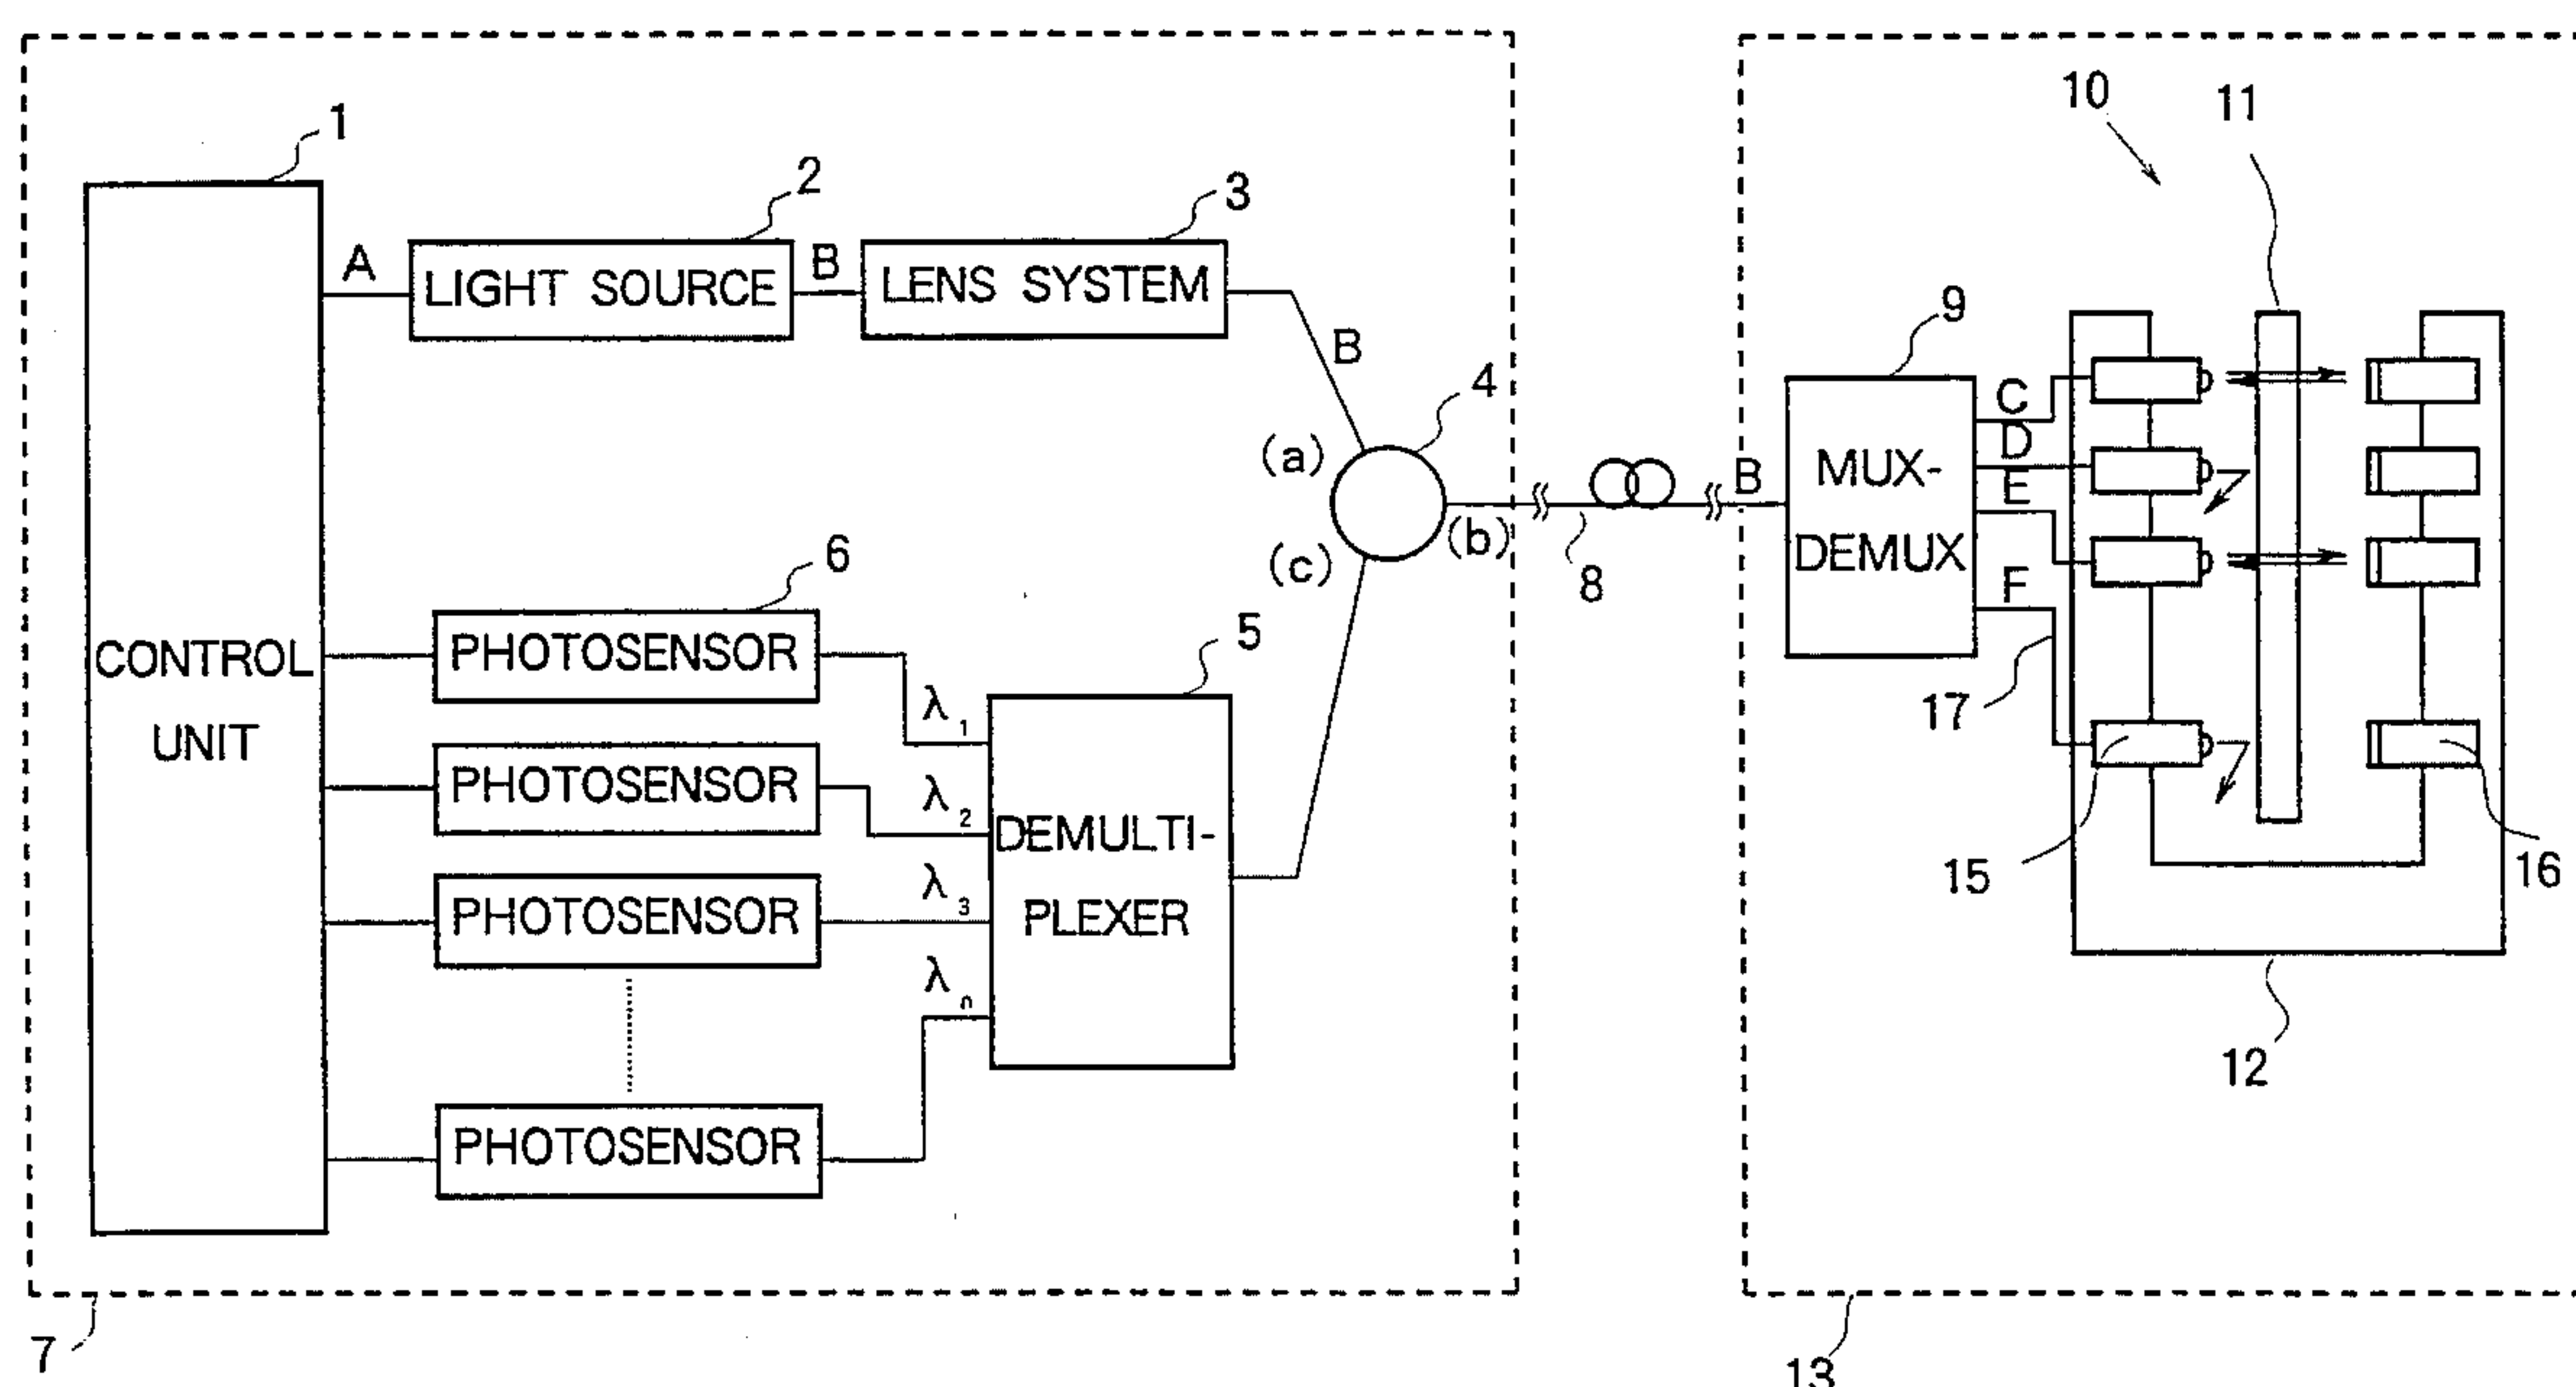 1
2
3
A
LIGHT SOURCE
B
LENS SYSTEM
B
4
(a)
(b)
(c)
CONTROL
UNIT
6
PHOTOSENSOR
PHOTOSENSOR
PHOTOSENSOR
PHOTOSENSOR
λ₁
λ₂
λ₃
λₙ
5
DEMULTI-
PLEXER
7
8
B
9
MUX-
DEMUX
C
D
E
F
10
11
17
15
16
12
13